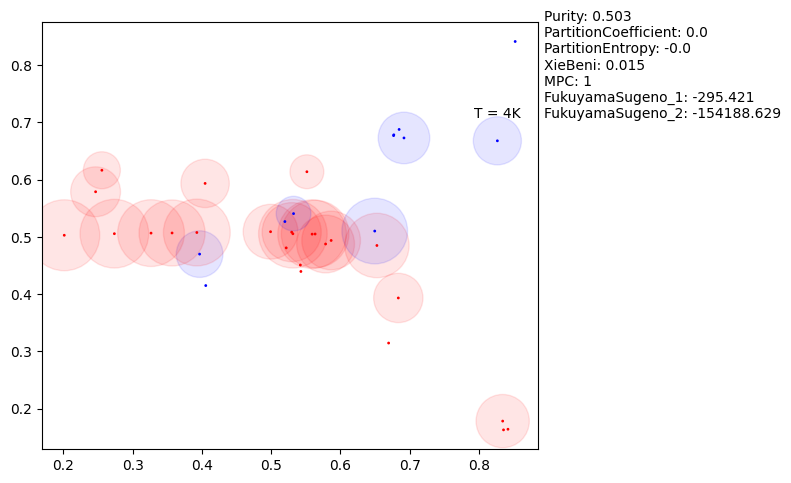 Purity: 0.503
PartitionCoefficient: 0.0
PartitionEntropy: -0.0
XieBeni: 0.015
MPC: 1
FukuyamaSugeno_1: -295.421
FukuyamaSugeno_2: -154188.629
T = 4K
0.8
0.7
0.6
0.5
0.4
0.3
0.2
0.2 0.3 0.4 0.5 0.6 0.7 0.8